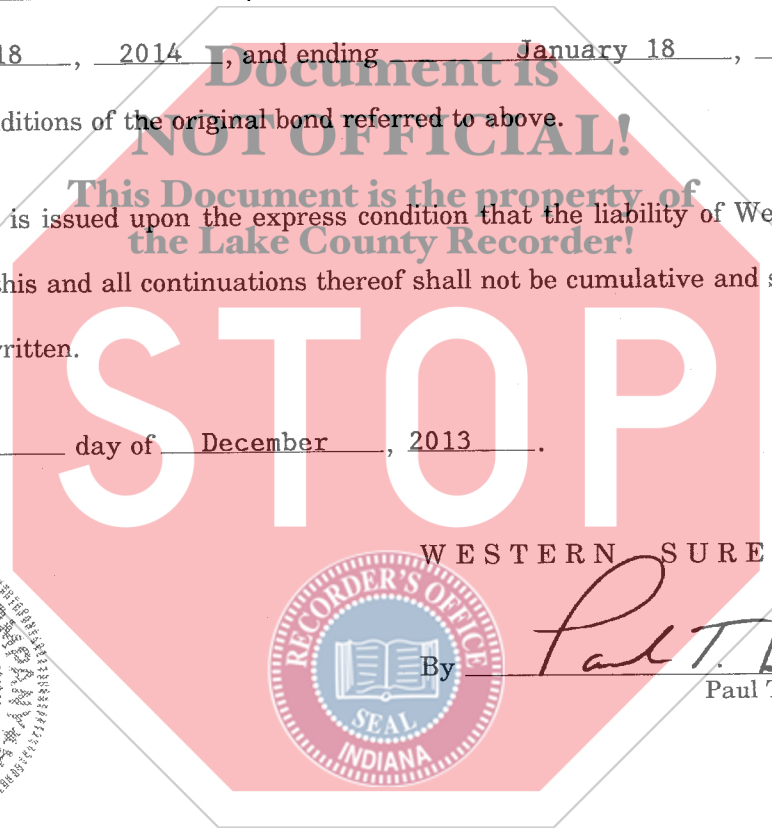 18 , 2014 , and ending January 18 ,
Document is
ditions of the original bond referred to above.
NOT OFFICIAL!
This Document is the property of
is issued upon the express condition that the liability of We
the Lake County Recorder!
this and all continuations thereof shall not be cumulative and s
ritten.
STOP
day of December , 2013 .
WESTERN SURE
RECORDER'S OFFICE
By Paul T.
Paul T
SEAL
INDIANA